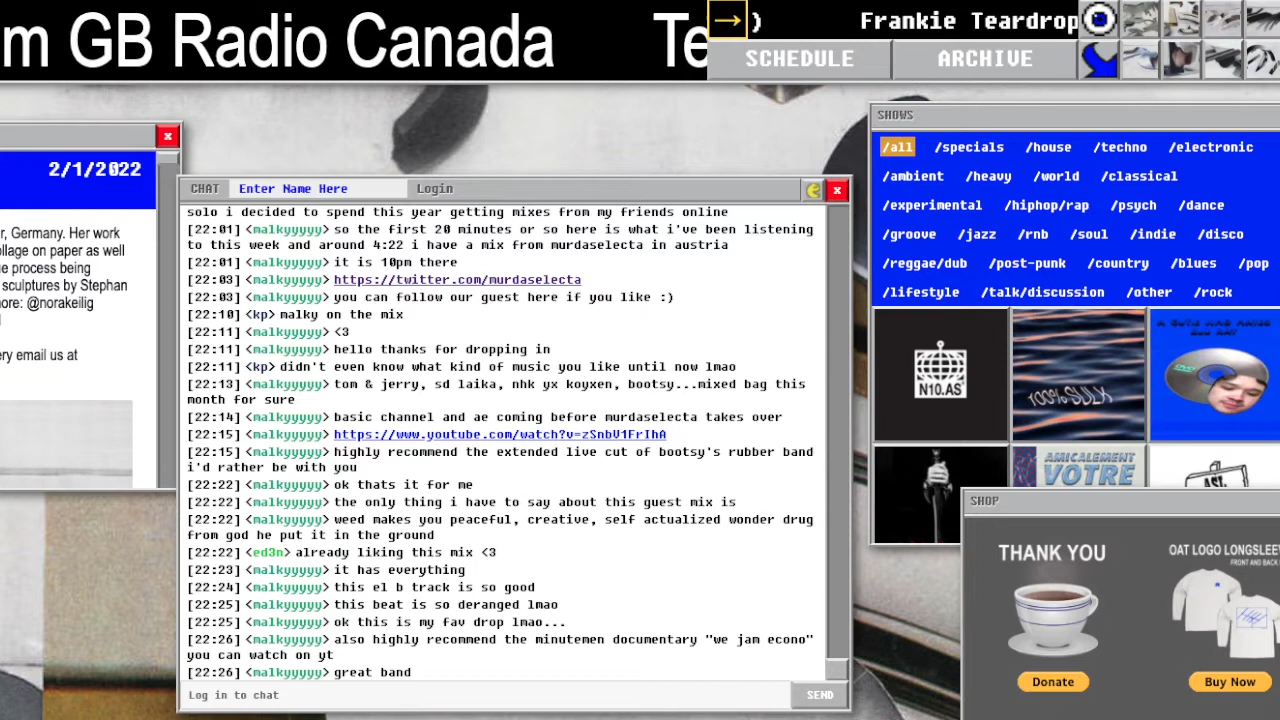 m GB Radio Canada
Te
→
)
Frankie Teardrop
SCHEDULE
ARCHIVE
2/1/2022
r, Germany. Her work
ollage on paper as well
e process being
sculptures by Stephan
nore: @norakeilig
ery email us at
CHAT
Enter Name Here
Login
solo i decided to spend this year getting mixes from my friends online
[22:01] <malkyyyyy> so the first 20 minutes or so here is what i've been listening
to this week and around 4:22 i have a mix from murdaselecta in austria
[22:01] <malkyyyyy> it is 10pm there
[22:03] <malkyyyyy> https://twitter.com/murdaselecta
[22:03] <malkyyyyy> you can follow our guest here if you like :)
[22:10] <kp> malky on the mix
[22:11] <malkyyyyy> <3
[22:11] <malkyyyyy> hello thanks for dropping in
[22:11] <kp> didn't even know what kind of music you like until now lmao
[22:13] <malkyyyyy> tom & jerry, sd laika, nhk yx koyxen, bootsy...mixed bag this
month for sure
[22:14] <malkyyyyy> basic channel and ae coming before murdaselecta takes over
[22:15] <malkyyyyy> https://www.youtube.com/watch?v=zSnbV1FrIhA
[22:15] <malkyyyyy> highly recommend the extended live cut of bootsy's rubber band
i'd rather be with you
[22:22] <malkyyyyy> ok thats it for me
[22:22] <malkyyyyy> the only thing i have to say about this guest mix is
[22:22] <malkyyyyy> weed makes you peaceful, creative, self actualized wonder drug
from god he put it in the ground
[22:22] <ed3n> already liking this mix <3
[22:23] <malkyyyyy> it has everything
[22:24] <malkyyyyy> this el b track is so good
[22:25] <malkyyyyy> this beat is so deranged lmao
[22:25] <malkyyyyy> ok this is my fav drop lmao...
[22:26] <malkyyyyy> also highly recommend the minutemen documentary "we jam econo"
you can watch on yt
[22:26] <malkyyyyy> great band
Log in to chat
SEND
SHOWS
/all /specials /house /techno /electronic
/ambient /heavy /world /classical
/experimental /hiphop/rap /psych /dance
/groove /jazz /rnb /soul /indie /disco
/reggae/dub /post-punk /country /blues /pop
/lifestyle /talk/discussion /other /rock
N10.AS
100% SULX
DVD
AMICALEMENT
VOTRE
SHOP
THANK YOU
Donate
OAT LOGO LONGSLEEV
FRONT AND BACK
Buy Now